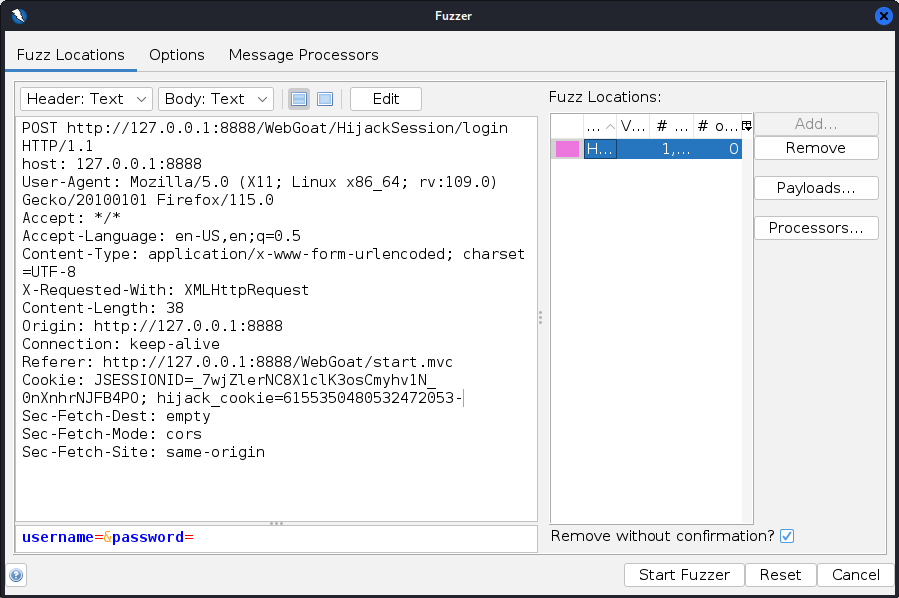 Fuzzer
Fuzz Locations Options Message Processors
Header: Text Body: Text Edit
POST http://127.0.0.1:8888/WebGoat/HijackSession/login
HTTP/1.1
host: 127.0.0.1:8888
User-Agent: Mozilla/5.0 (X11; Linux x86_64; rv:109.0)
Gecko/20100101 Firefox/115.0
Accept: */*
Accept-Language: en-US,en;q=0.5
Content-Type: application/x-www-form-urlencoded; charset
=UTF-8
X-Requested-With: XMLHttpRequest
Content-Length: 38
Origin: http://127.0.0.1:8888
Connection: keep-alive
Referer: http://127.0.0.1:8888/WebGoat/start.mvc
Cookie: JSESSIONID=_7wjZlerNC8X1clK3osCmyhv1N_
0nXnhrNJFB4PO; hijack_cookie=6155350480532472053-
Sec-Fetch-Dest: empty
Sec-Fetch-Mode: cors
Sec-Fetch-Site: same-origin
username=&password=
Fuzz Locations:
... V... # ... # o...
H... 1,... 0
Add...
Remove
Payloads...
Processors...
Remove without confirmation?
Start Fuzzer Reset Cancel